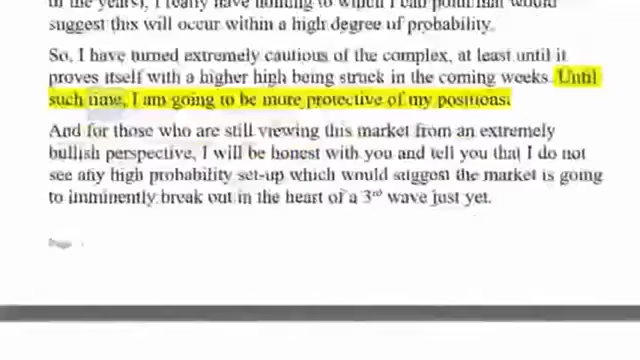 suggest this will occur within a high degree of probability.
So, I have turned extremely cautious of the complex, at least until it
proves itself with a higher high being struck in the coming weeks. Until
such time, I am going to be more protective of my positions.
And for those who are still viewing this market from an extremely
bullish perspective, I will be honest with you and tell you that I do not
see any high probability set-up which would suggest the market is going
to imminently break out in the heart of a 3rd wave just yet.
Page